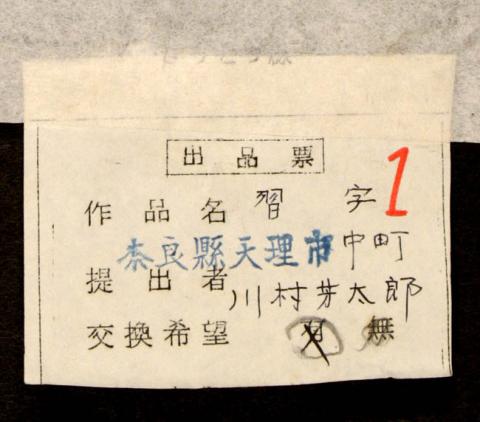 出品票
1
作品名 習字
奈良縣天理市中町
提出者 川村芳太郎
交換希望 有 無